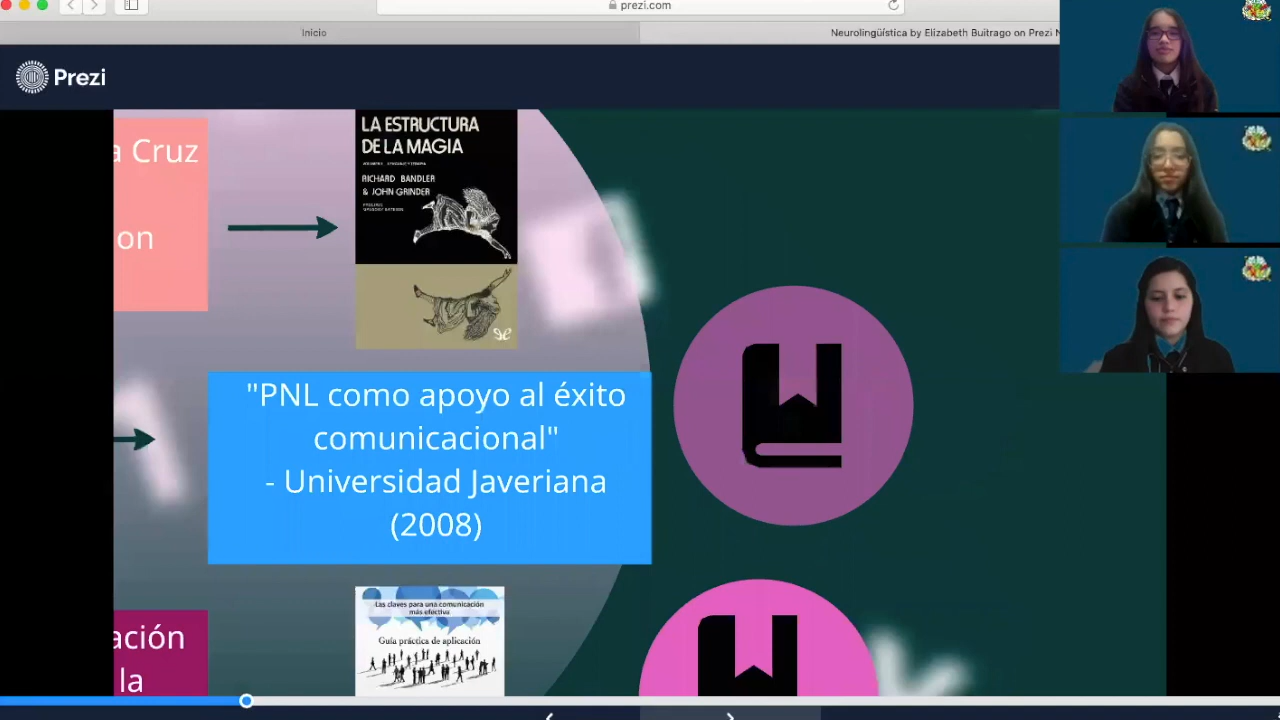 prezi.com
Inicio
Neurolingüística by Elizabeth Buitrago on Prezi
Prezi
a Cruz
on
LA ESTRUCTURA
DE LA MAGIA
RICHARD BANDLER
& JOHN GRINDER
"PNL como apoyo al éxito
comunicacional"
- Universidad Javeriana
(2008)
ación
la
Las claves para una comunicación
más efectiva
Guía práctica de aplicación